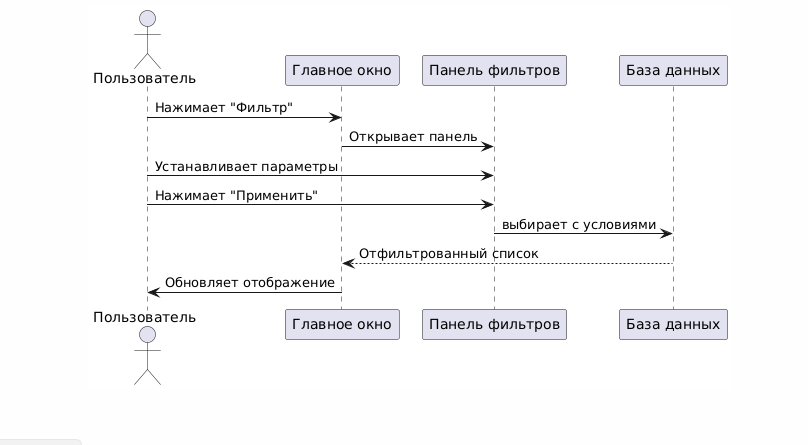 Пользователь
Главное окно
Панель фильтров
База данных
Нажимает "Фильтр"
Открывает панель
Устанавливает параметры
Нажимает "Применить"
выбирает с условиями
Отфильтрованный список
Обновляет отображение
Пользователь
Главное окно
Панель фильтров
База данных